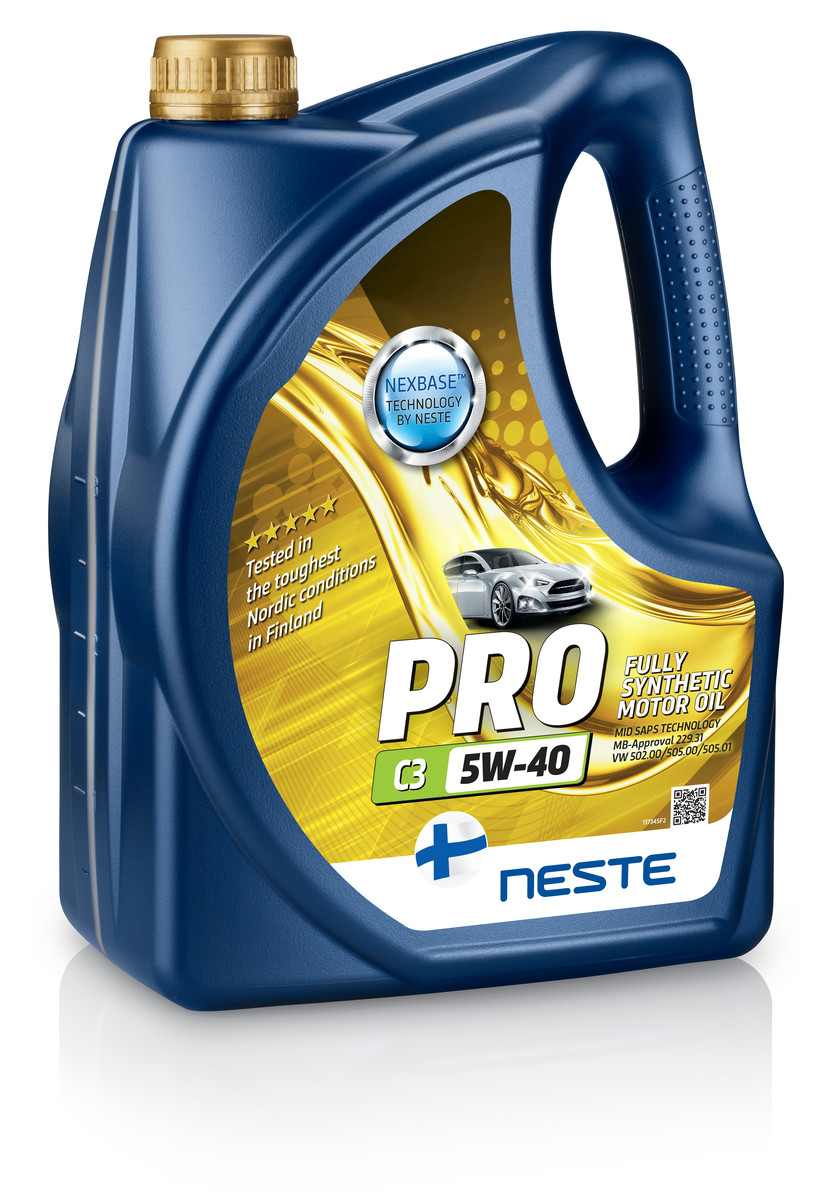 NEXBASE™
TECHNOLOGY
BY NESTE
Tested in
the toughest
Nordic conditions
in Finland
PRO
C3 5W-40
FULLY
SYNTHETIC
MOTOR OIL
MID SAPS TECHNOLOGY
MB-Approval 229.31
VW 502.00/505.00/505.01
117345F2
NESTE